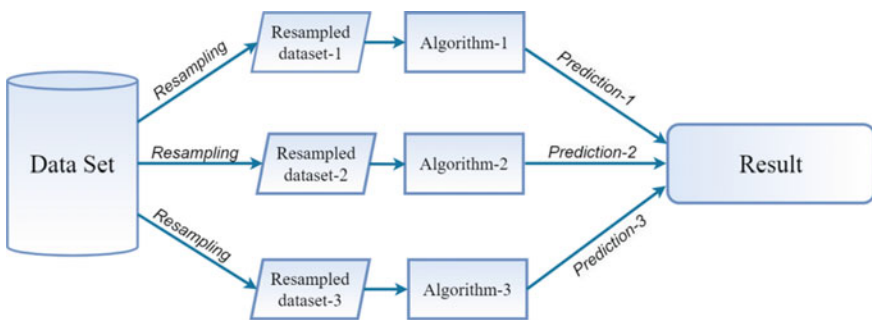 Data Set
Resampling
Resampled
dataset-1
Algorithm-1
Prediction-1
Resampling
Resampled
dataset-2
Algorithm-2
Prediction-2
Resampling
Resampled
dataset-3
Algorithm-3
Prediction-3
Result